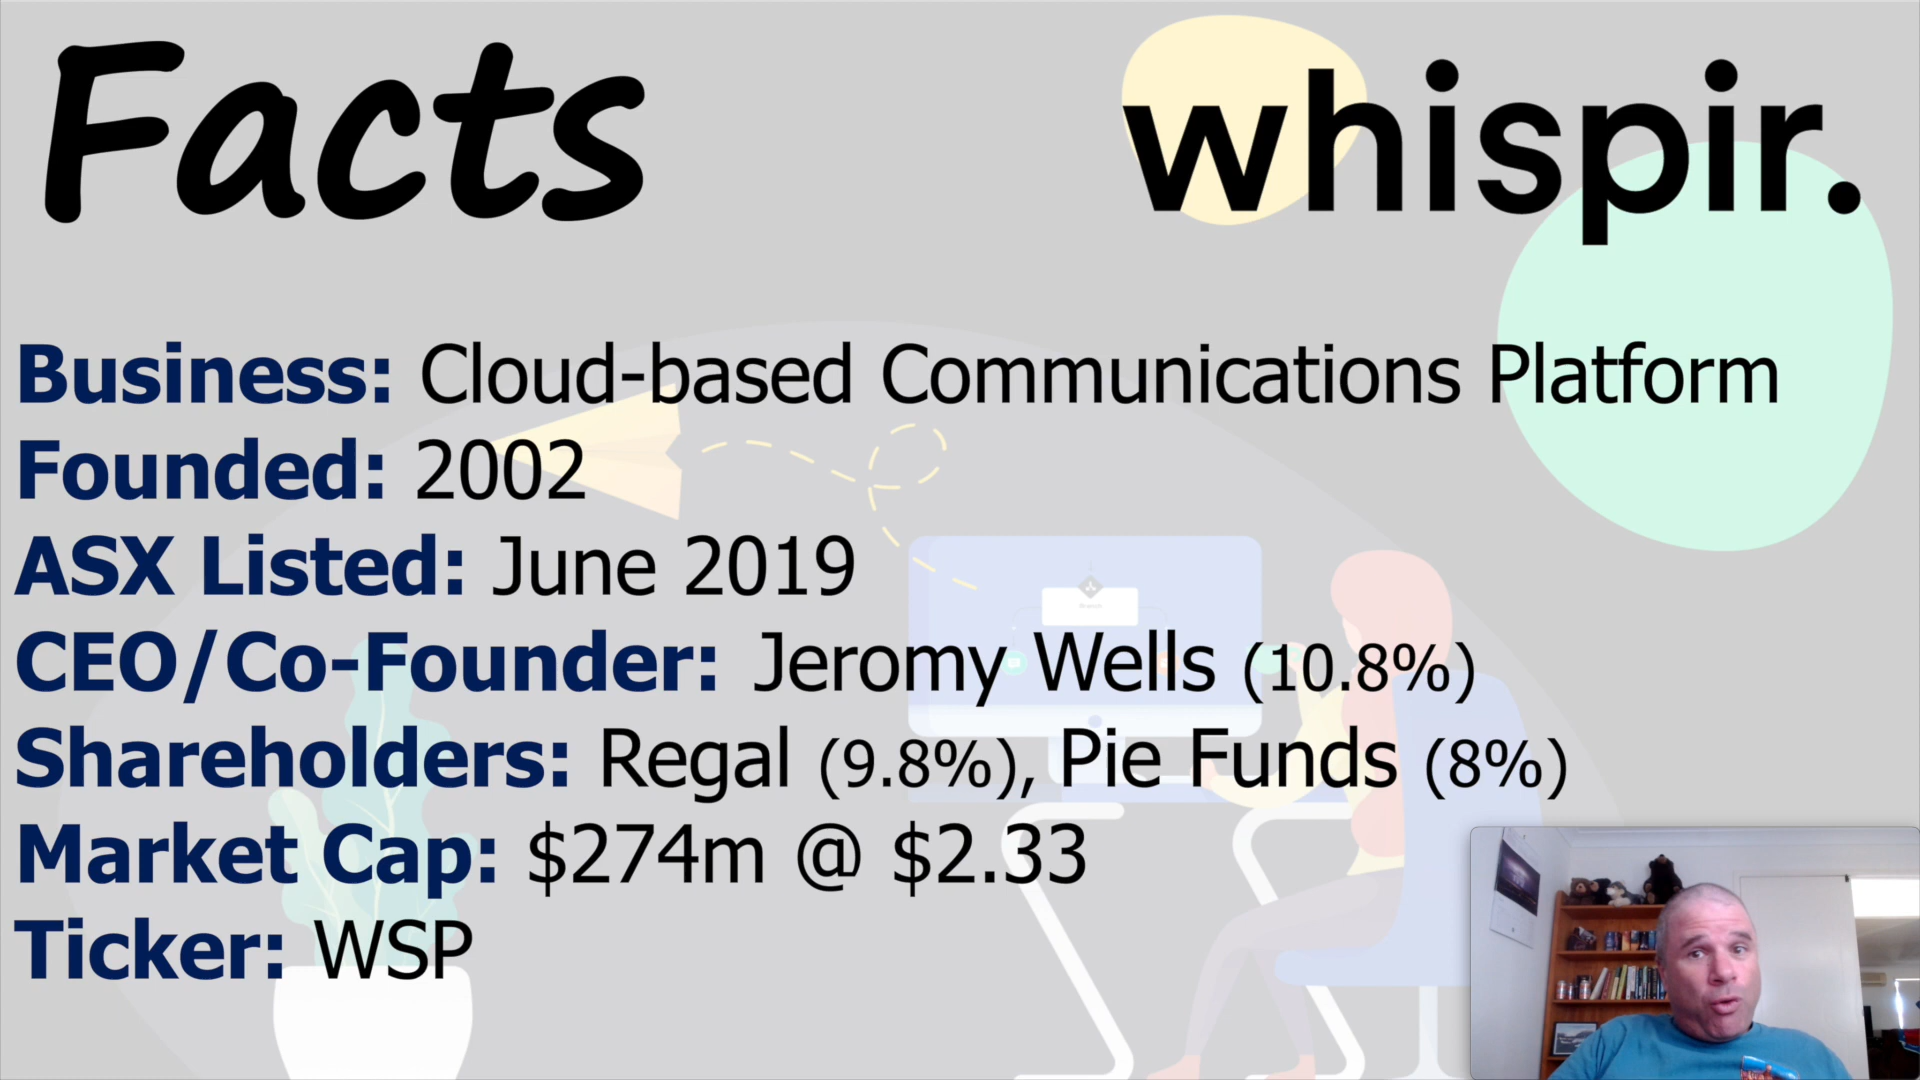 Facts
whispir.
Business: Cloud-based Communications Platform
Founded: 2002
ASX Listed: June 2019
CEO/Co-Founder: Jeromy Wells (10.8%)
Shareholders: Regal (9.8%), Pie Funds (8%)
Market Cap: $274m @ $2.33
Ticker: WSP